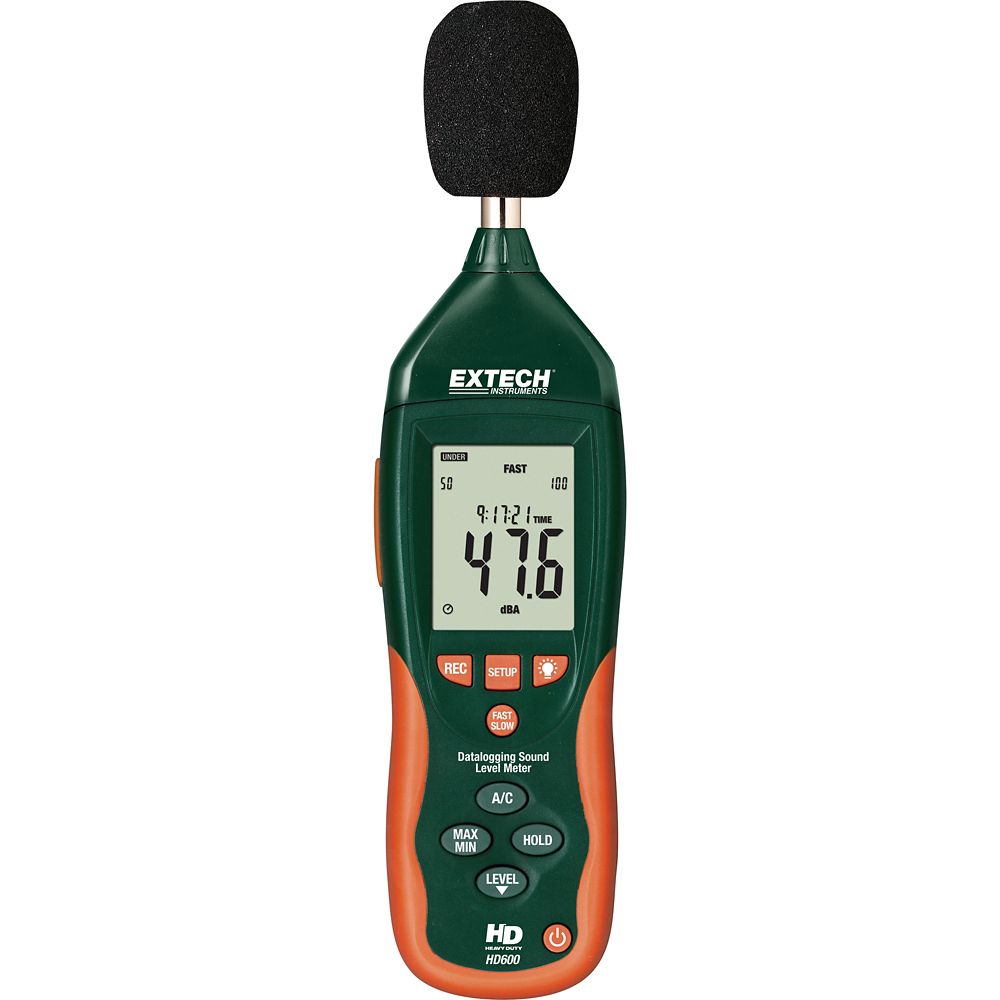 EXTECH®
INSTRUMENTS
UNDER
FAST
50 100
9:17:21 TIME
47.6
dBA
REC SETUP
FAST
SLOW
Datalogging Sound
Level Meter
A/C
MAX
MIN
HOLD
LEVEL
HD
HEAVY DUTY
HD600